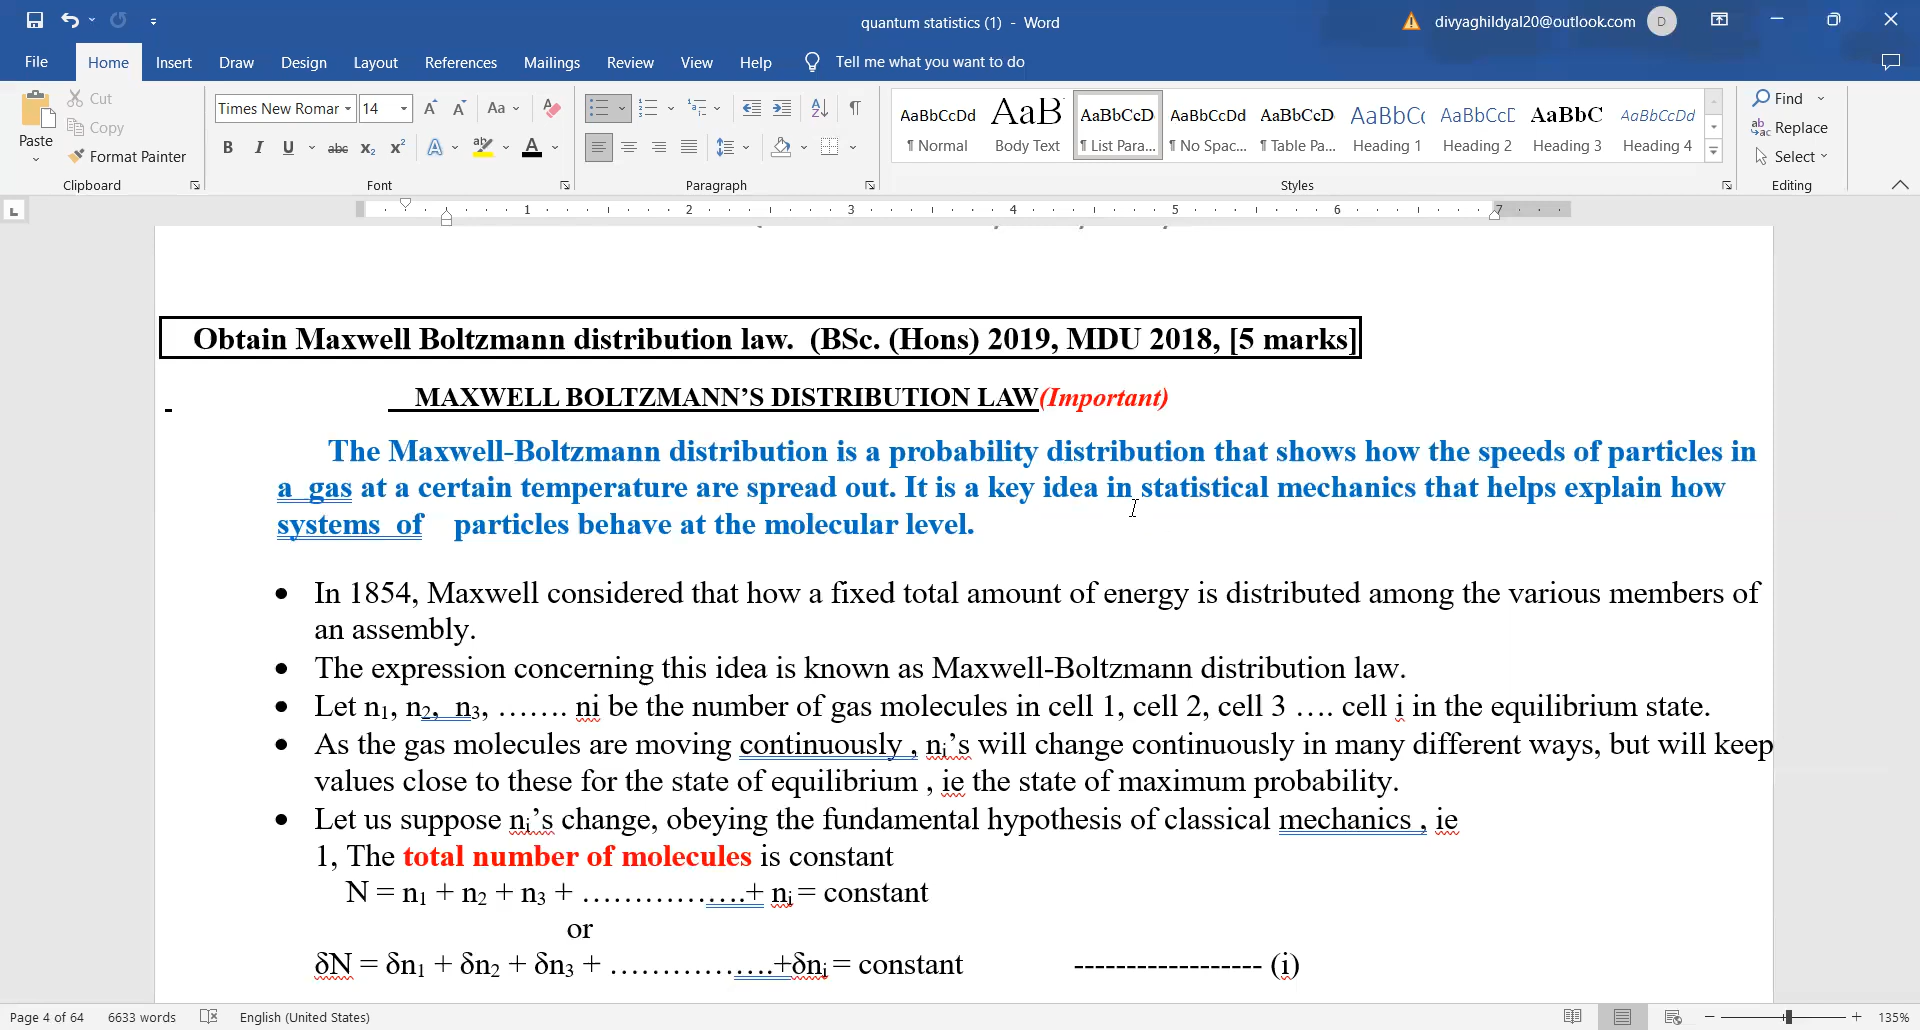 quantum statistics (1) - Word
divyaghildyal20@outlook.com
D
File Home Insert Draw Design Layout References Mailings Review View Help Tell me what you want to do
Paste
Cut
Copy
Format Painter
Clipboard
Times New Roman 14
Font
Paragraph
AaBbCcDd AaB AaBbCcD AaBbCcDd AaBbCcD AaBbC AaBbCcE AaBbC AaBbCcDd
¶ Normal Body Text ¶ List Para... ¶ No Spac... ¶ Table Pa... Heading 1 Heading 2 Heading 3 Heading 4
Styles
Find
Replace
Select
Editing
1 2 3 4 5 6 7
Obtain Maxwell Boltzmann distribution law. (BSc. (Hons) 2019, MDU 2018, [5 marks]
MAXWELL BOLTZMANN’S DISTRIBUTION LAW(Important)
The Maxwell-Boltzmann distribution is a probability distribution that shows how the speeds of particles in
a gas at a certain temperature are spread out. It is a key idea in statistical mechanics that helps explain how
systems of particles behave at the molecular level.
• In 1854, Maxwell considered that how a fixed total amount of energy is distributed among the various members of
an assembly.
• The expression concerning this idea is known as Maxwell-Boltzmann distribution law.
• Let n₁, n₂, n₃, ……. ni be the number of gas molecules in cell 1, cell 2, cell 3 …. cell i in the equilibrium state.
• As the gas molecules are moving continuously , nᵢ’s will change continuously in many different ways, but will keep
values close to these for the state of equilibrium , ie the state of maximum probability.
• Let us suppose nᵢ’s change, obeying the fundamental hypothesis of classical mechanics , ie
1, The total number of molecules is constant
N = n₁ + n₂ + n₃ + …………….+ nᵢ = constant
or
δN = δn₁ + δn₂ + δn₃ + …………….+δnᵢ = constant ------------------ (i)
Page 4 of 64 6633 words English (United States) 135%